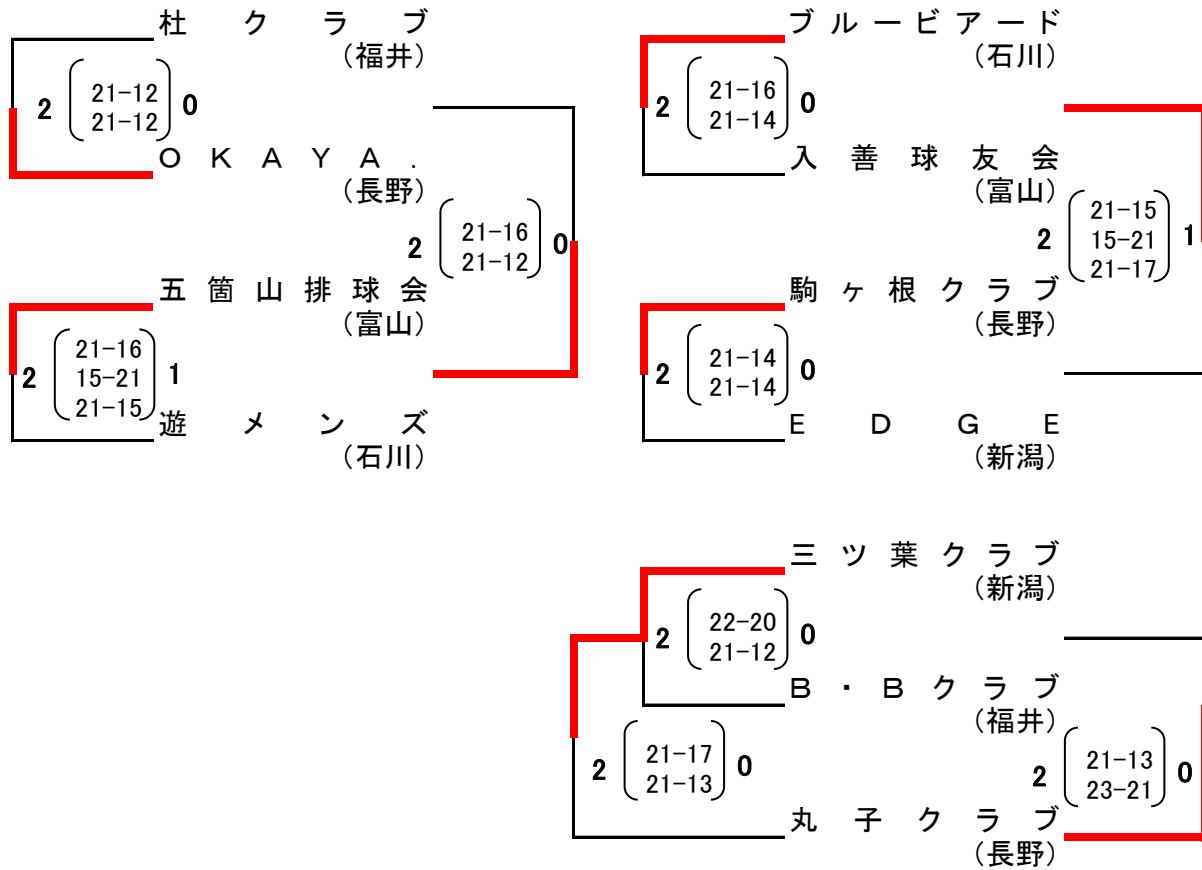 杜クラブ
(福井)
2 21-12 0
21-12
OKAYA.
(長野)
2 21-16 0
21-12
五箇山排球会
(富山)
21-16
2 15-21 1
21-15
遊メンズ
(石川)
ブルービアード
(石川)
2 21-16 0
21-14
入善球友会
(富山)
21-15
2 15-21 1
21-17
駒ヶ根クラブ
(長野)
2 21-14 0
21-14
EDGE
(新潟)
三ツ葉クラブ
(新潟)
2 22-20 0
21-12
B・Bクラブ
(福井)
2 21-17 0
21-13
2 21-13 0
23-21
丸子クラブ
(長野)